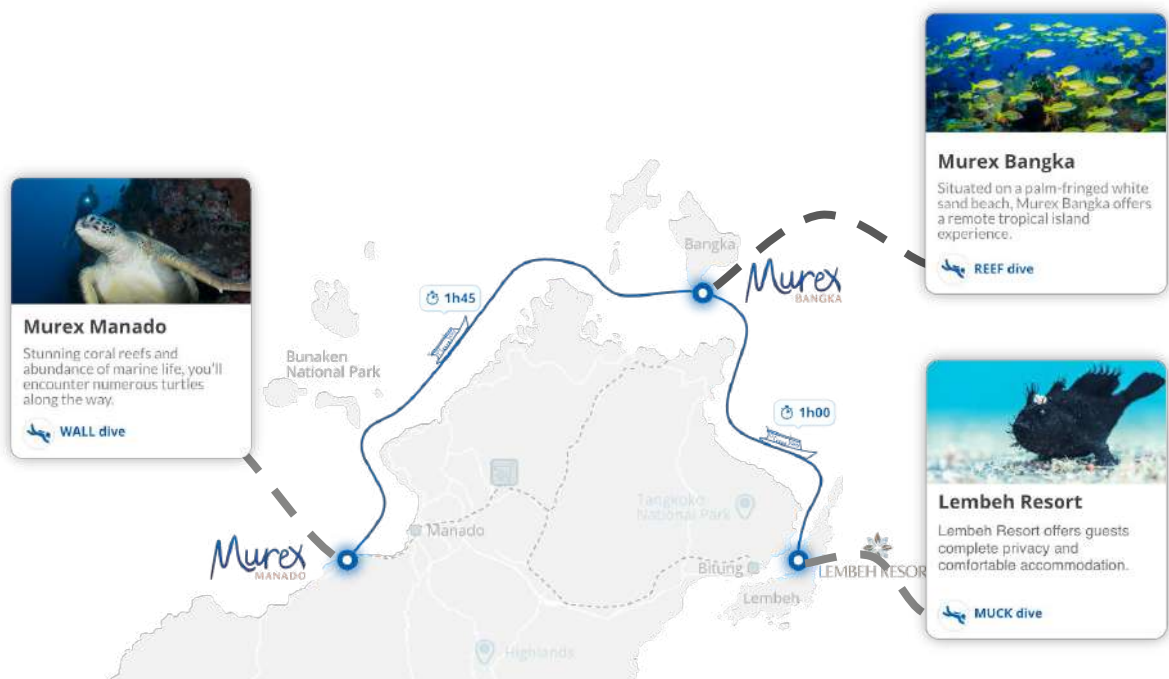 Murex Bangka
Situated on a palm-fringed white
sand beach, Murex Bangka offers
a remote tropical island
experience.
REEF dive
Murex Manado
Stunning coral reefs and
abundance of marine life, you'll
encounter numerous turtles
along the way.
WALL dive
Bangka
Murex
BANGKA
1h45
Bunaken
National Park
1h00
Tangkoko
National Park
Manado
Murex
MANADO
Bitung
LEMBEH RESOR
Lembeh
Highlands
Lembeh Resort
Lembeh Resort offers guests
complete privacy and
comfortable accommodation.
MUCK dive